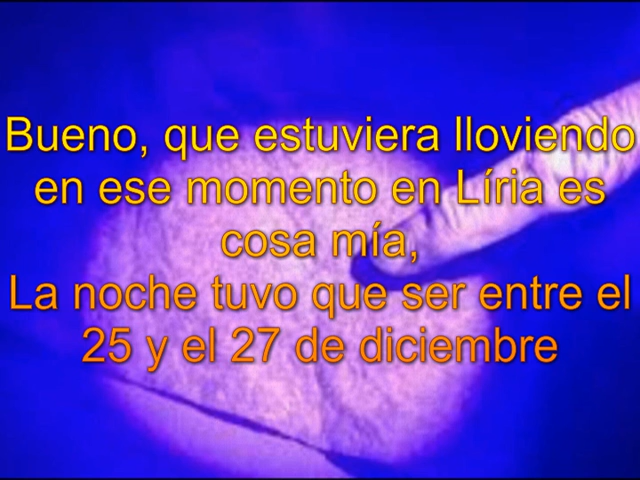 Bueno, que estuviera lloviendo
en ese momento en Líria es
cosa mía,
La noche tuvo que ser entre el
25 y el 27 de diciembre